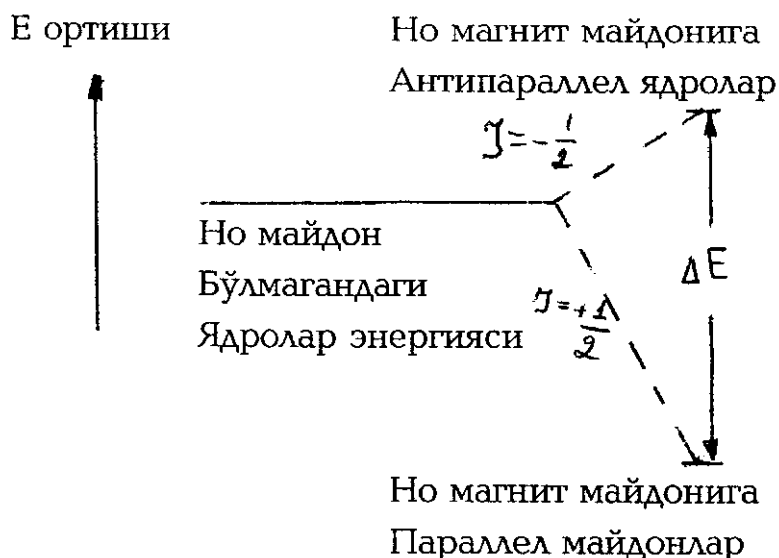 Е ортиши
Но магнит майдонига
Антипараллел ядролар
J=-1/2
Но майдон
Бўлмагандаги
Ядролар энергияси
J=+1/2
ΔE
Но магнит майдонига
Параллел майдонлар